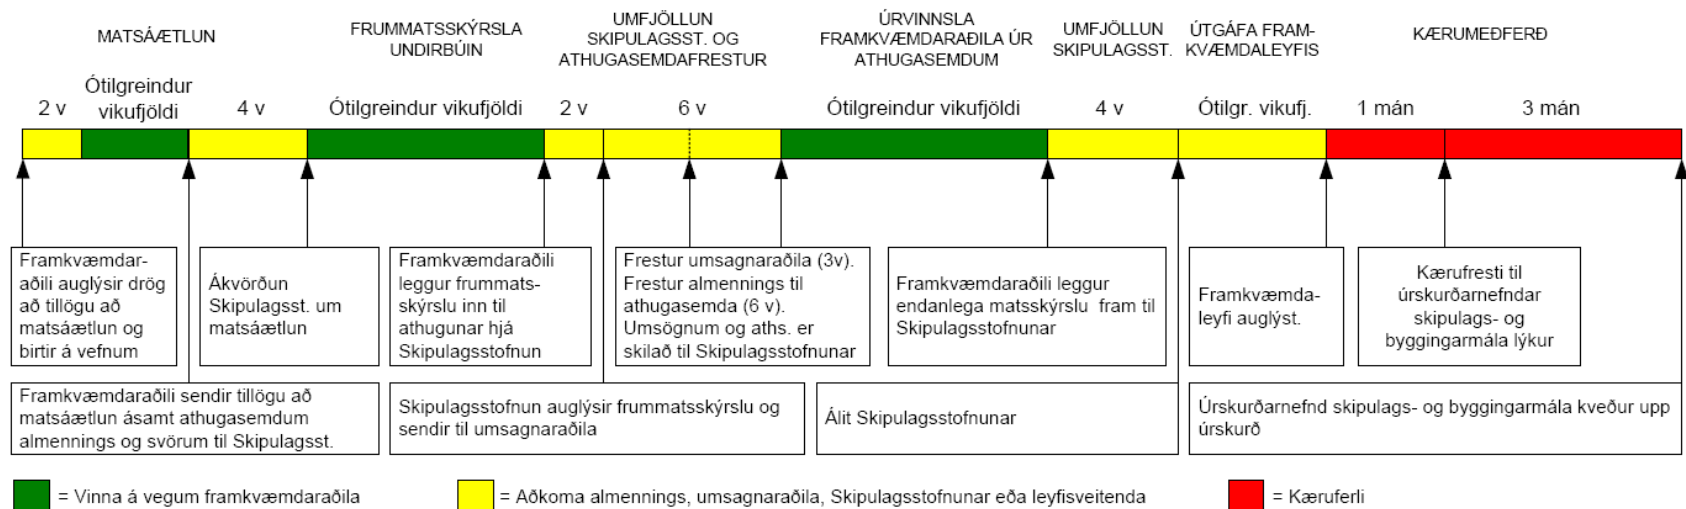 MATSÁÆTLUN
FRUMMATSSKÝRSLA
UNDIRBÚIN
UMFJÖLLUN
SKIPULAGSST. OG
ATHUGASEMDAFRESTUR
ÚRVINNSLA
FRAMKVÆMDARAÐILA ÚR
ATHUGASEMDUM
UMFJÖLLUN
SKIPULAGSST.
ÚTGÁFA FRAM-
KVÆMDALEYFIS
KÆRUMEÐFERÐ
2 v
Ótilgreindur
vikufjöldi
4 v
Ótilgreindur vikufjöldi
2 v
6 v
Ótilgreindur vikufjöldi
4 v
Ótilgr. vikufj.
1 mán
3 mán
Framkvæmdar-
aðili auglýsir drög
að tillögu að
matsáætlun og
birtir á vefnum
Ákvörðun
Skipulagsst. um
matsáætlun
Framkvæmdaraðili
leggur frummats-
skýrslu inn til
athugunar hjá
Skipulagsstofnun
Frestur umsagnaraðila (3v).
Frestur almennings til
athugasemda (6 v).
Umsögnum og aths. er
skilað til Skipulagsstofnunar
Framkvæmdaraðili leggur
endanlega matsskýrslu fram til
Skipulagsstofnunar
Framkvæmda-
leyfi auglýst.
Kærufresti til
úrskurðarnefndar
skipulags- og
byggingarmála lýkur
Framkvæmdaraðili sendir tillögu að
matsáætlun ásamt athugasemdum
almennings og svörum til Skipulagsst.
Skipulagsstofnun auglýsir frummatsskýrslu og
sendir til umsagnaraðila
Álit Skipulagsstofnunar
Úrskurðarnefnd skipulags- og byggingarmála kveður upp
úrskurð
= Vinna á vegum framkvæmdaraðila
= Aðkoma almennings, umsagnaraðila, Skipulagsstofnunar eða leyfisveitenda
= Kæruferli